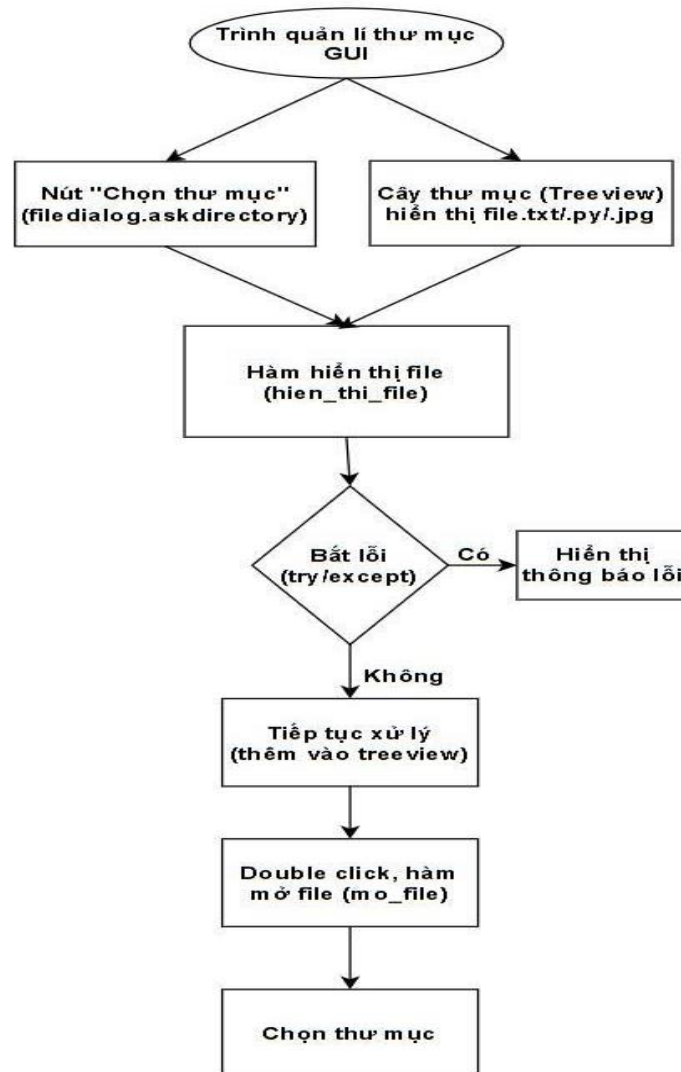 Trình quản lí thư mục
GUI
Nút "Chọn thư mục"
(filedialog.askdirectory)
Cây thư mục (Treeview)
hiển thị file.txt/.py/.jpg
Hàm hiển thị file
(hien_thi_file)
Bắt lỗi
(try/except)
Có
Hiển thị
thông báo lỗi
Không
Tiếp tục xử lý
(thêm vào treeview)
Double click, hàm
mở file (mo_file)
Chọn thư mục